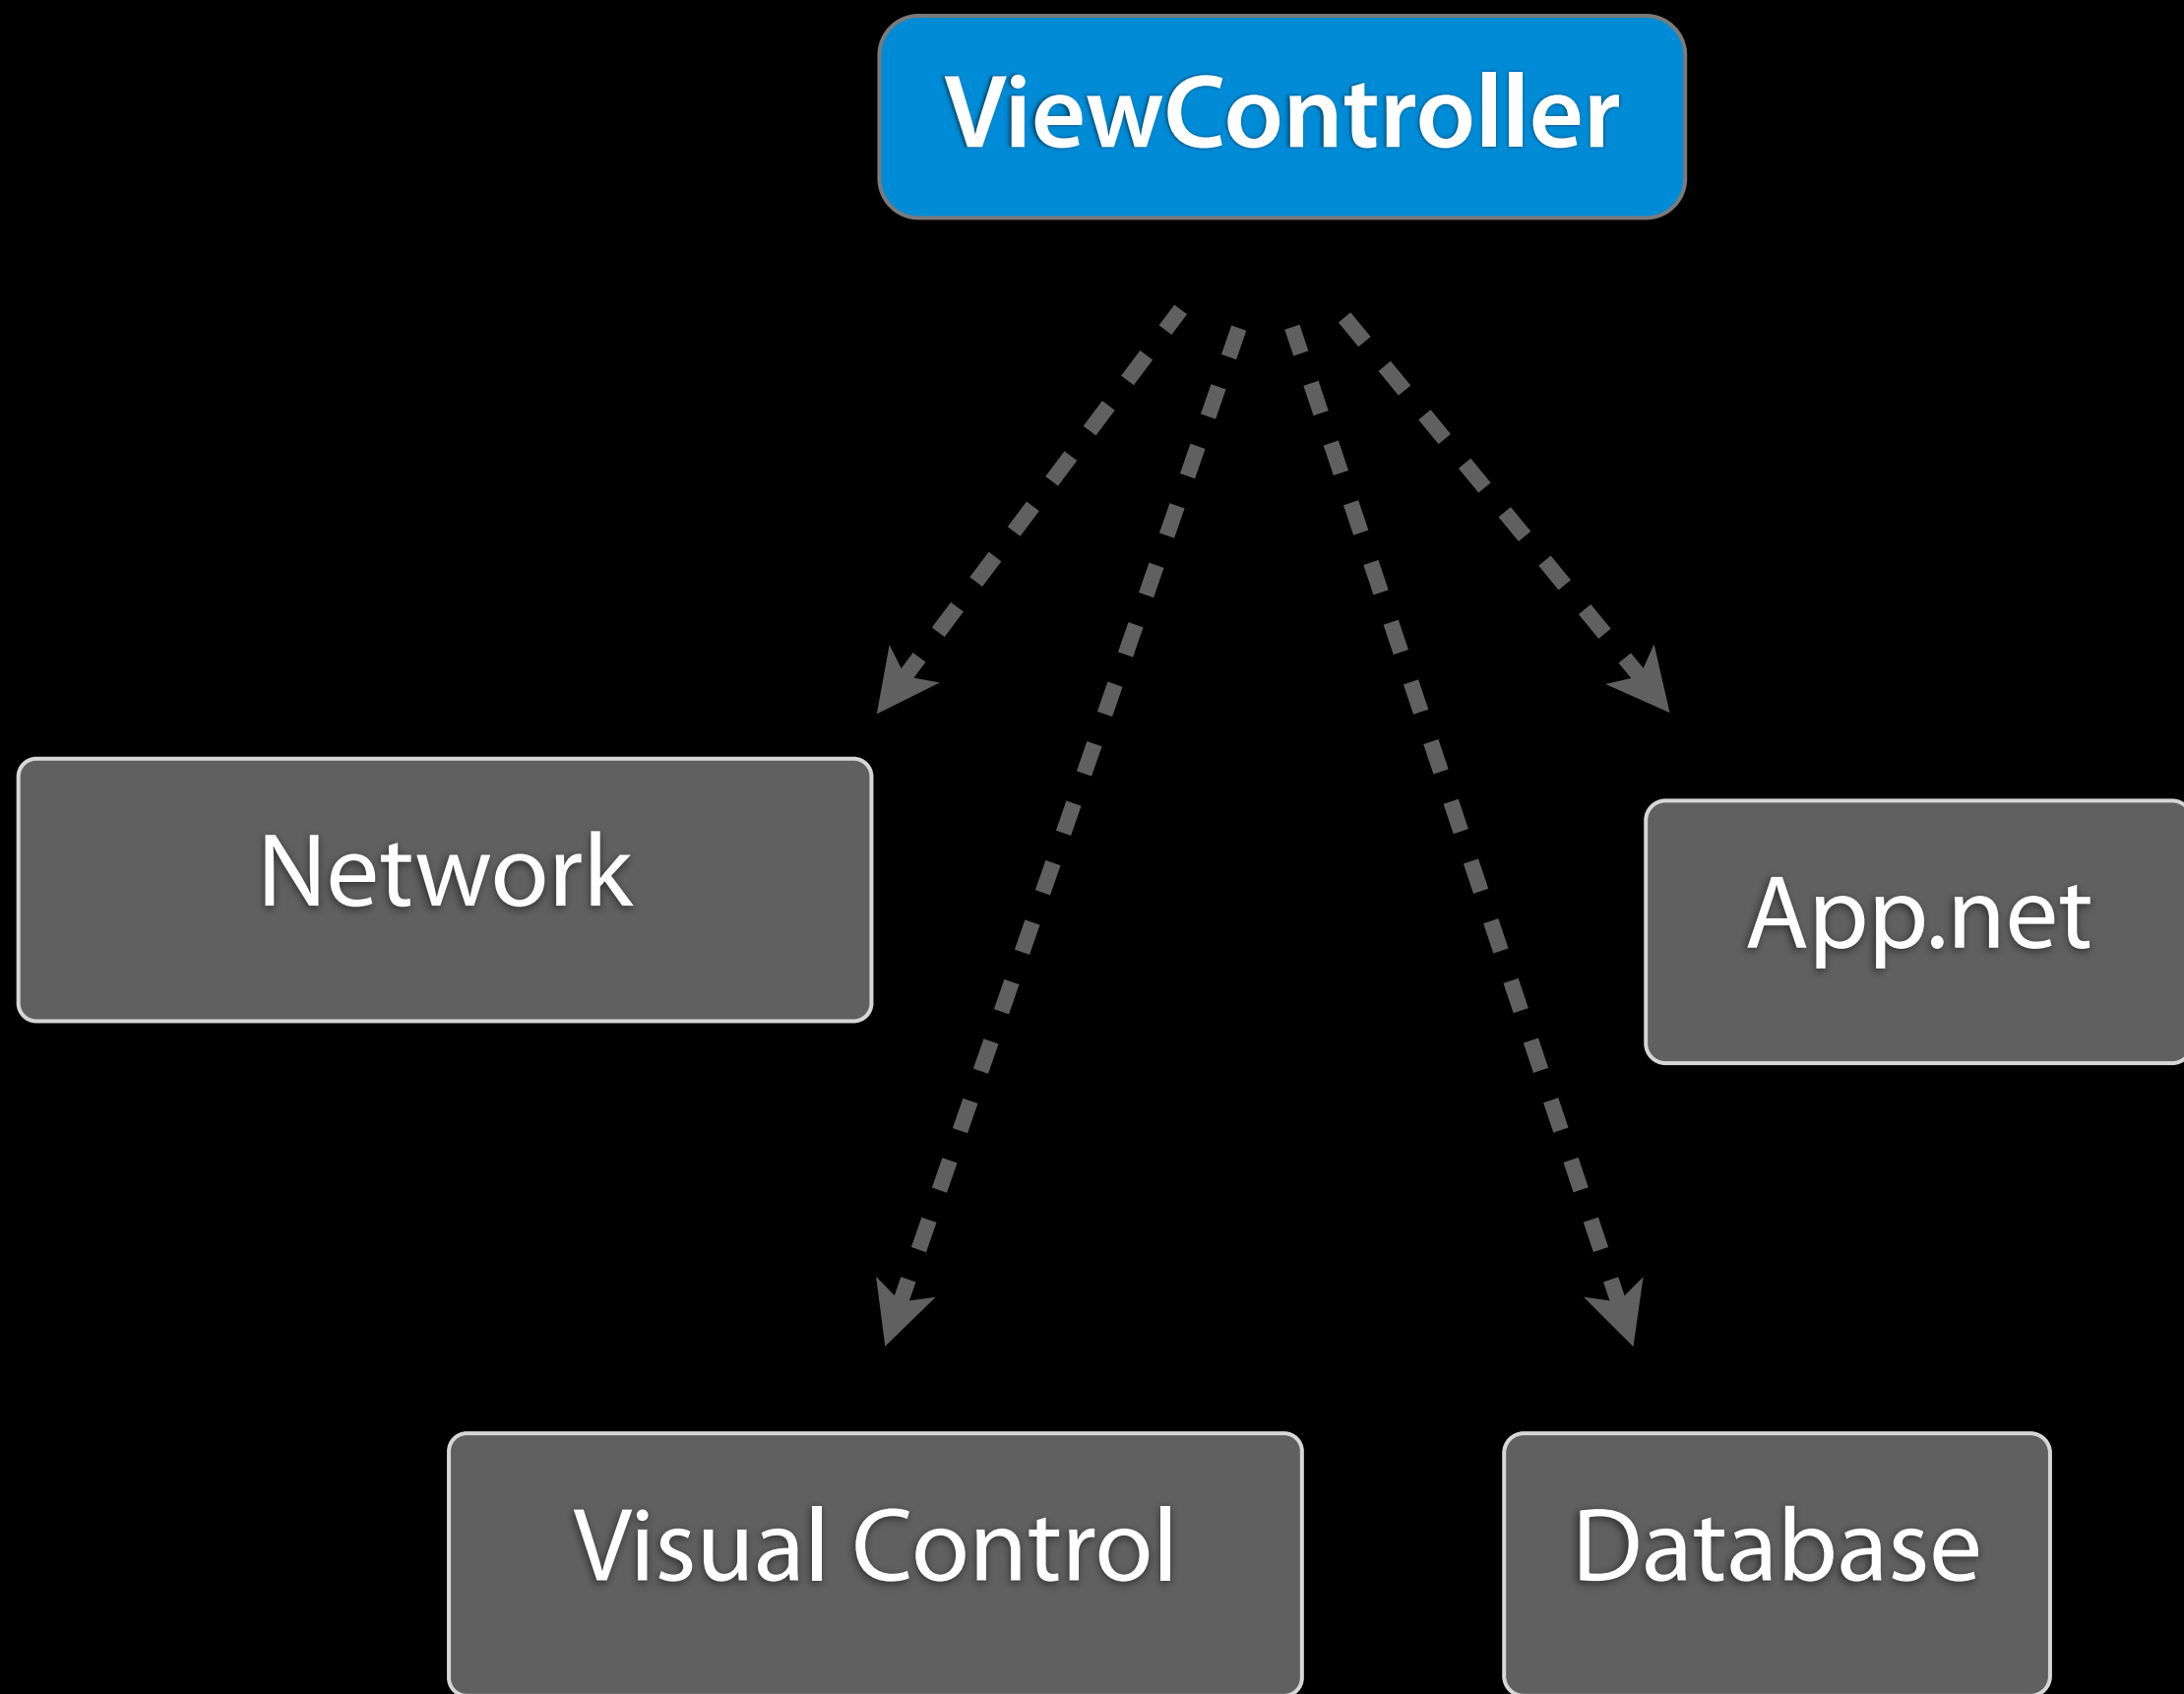 ViewController
Network
App.net
Visual Control
Database